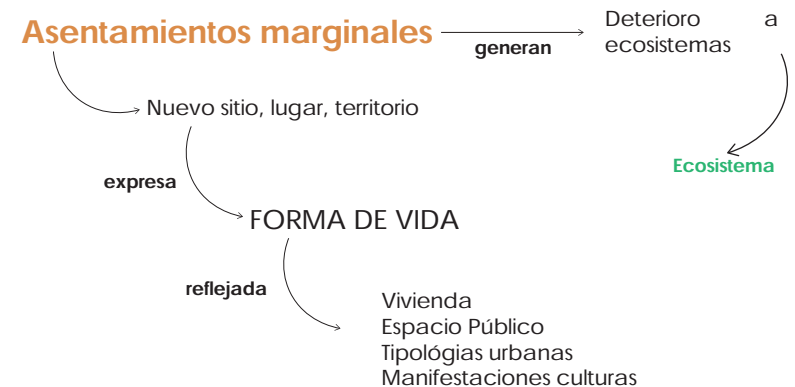 Asentamientos marginales
generan
Deterioro a
ecosistemas
Nuevo sitio, lugar, territorio
Ecosistema
expresa
FORMA DE VIDA
reflejada
Vivienda
Espacio Público
Tipológias urbanas
Manifestaciones culturas